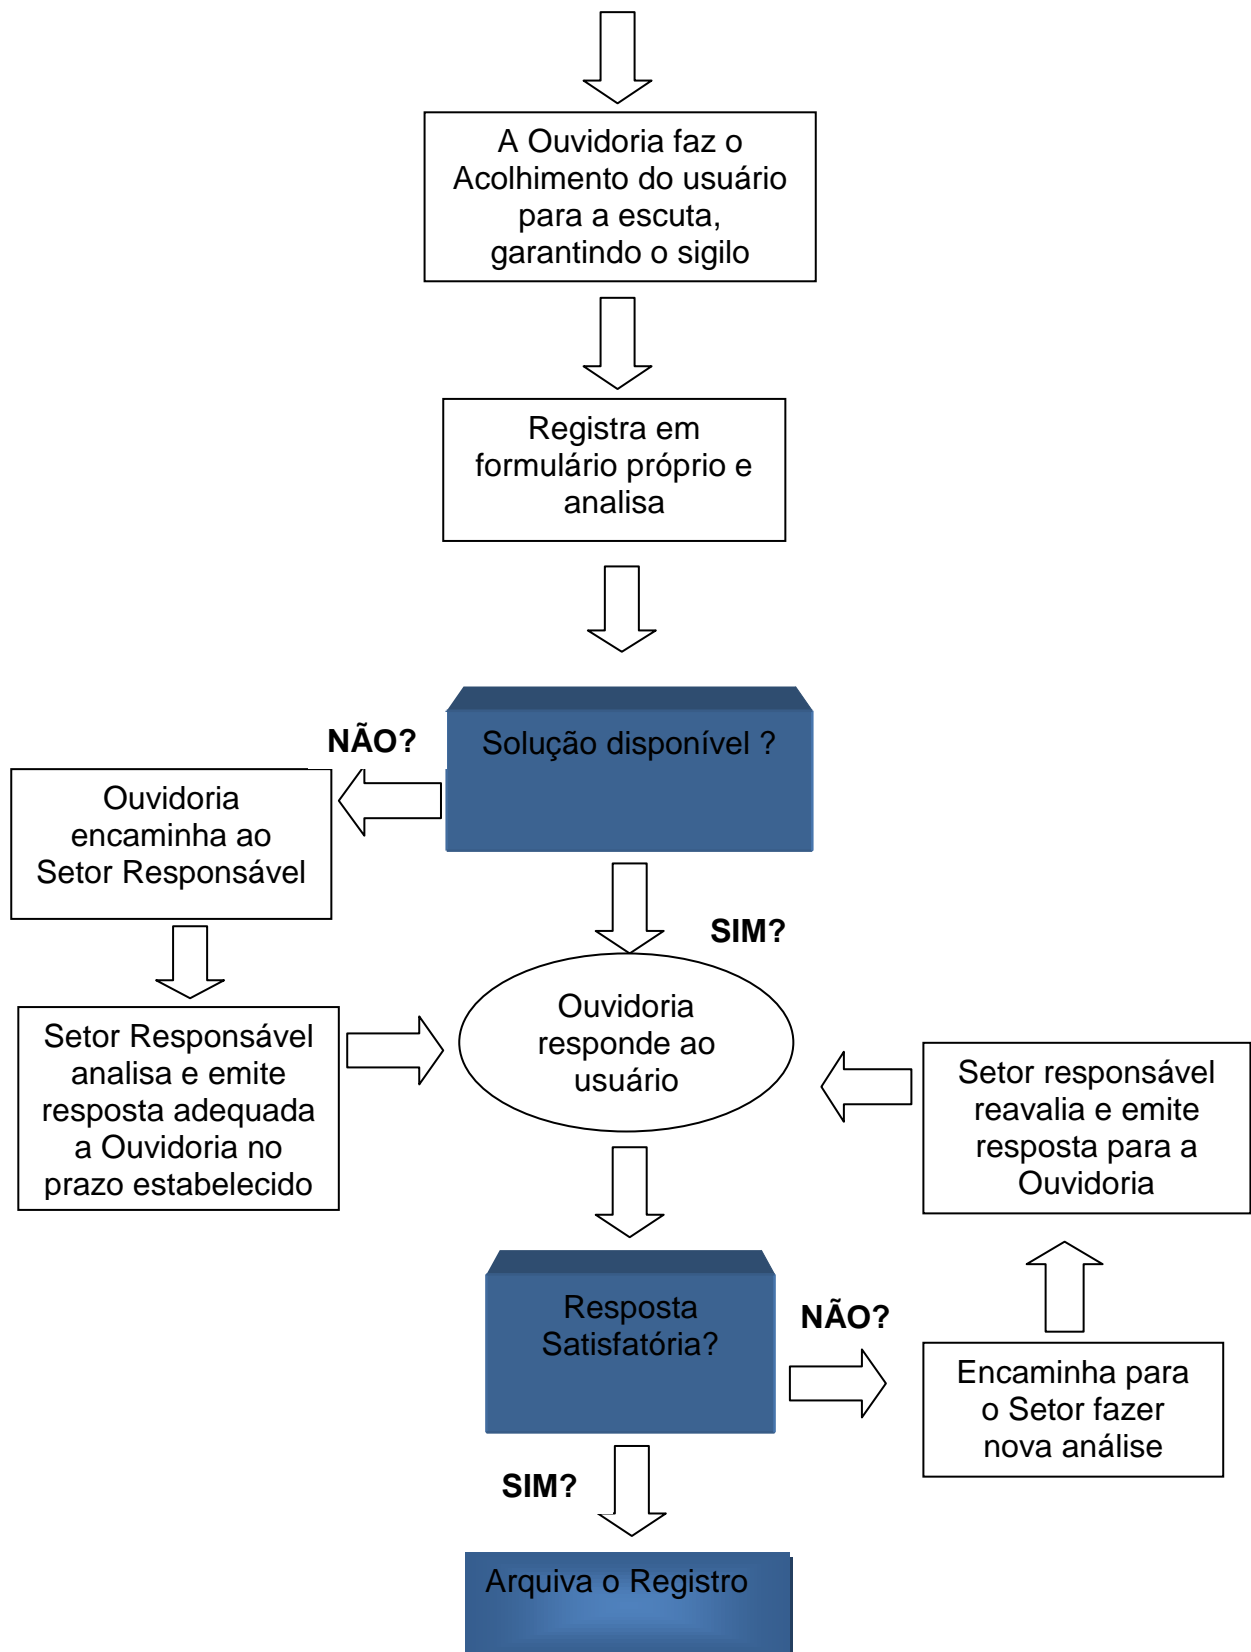 A Ouvidoria faz o
Acolhimento do usuário
para a escuta,
garantindo o sigilo
Registra em
formulário próprio e
analisa
Solução disponível ?
NÃO?
Ouvidoria
encaminha ao
Setor Responsável
SIM?
Setor Responsável
analisa e emite
resposta adequada
a Ouvidoria no
prazo estabelecido
Ouvidoria
responde ao
usuário
Setor responsável
reavalia e emite
resposta para a
Ouvidoria
Resposta
Satisfatória?
NÃO?
Encaminha para
o Setor fazer
nova análise
SIM?
Arquiva o Registro